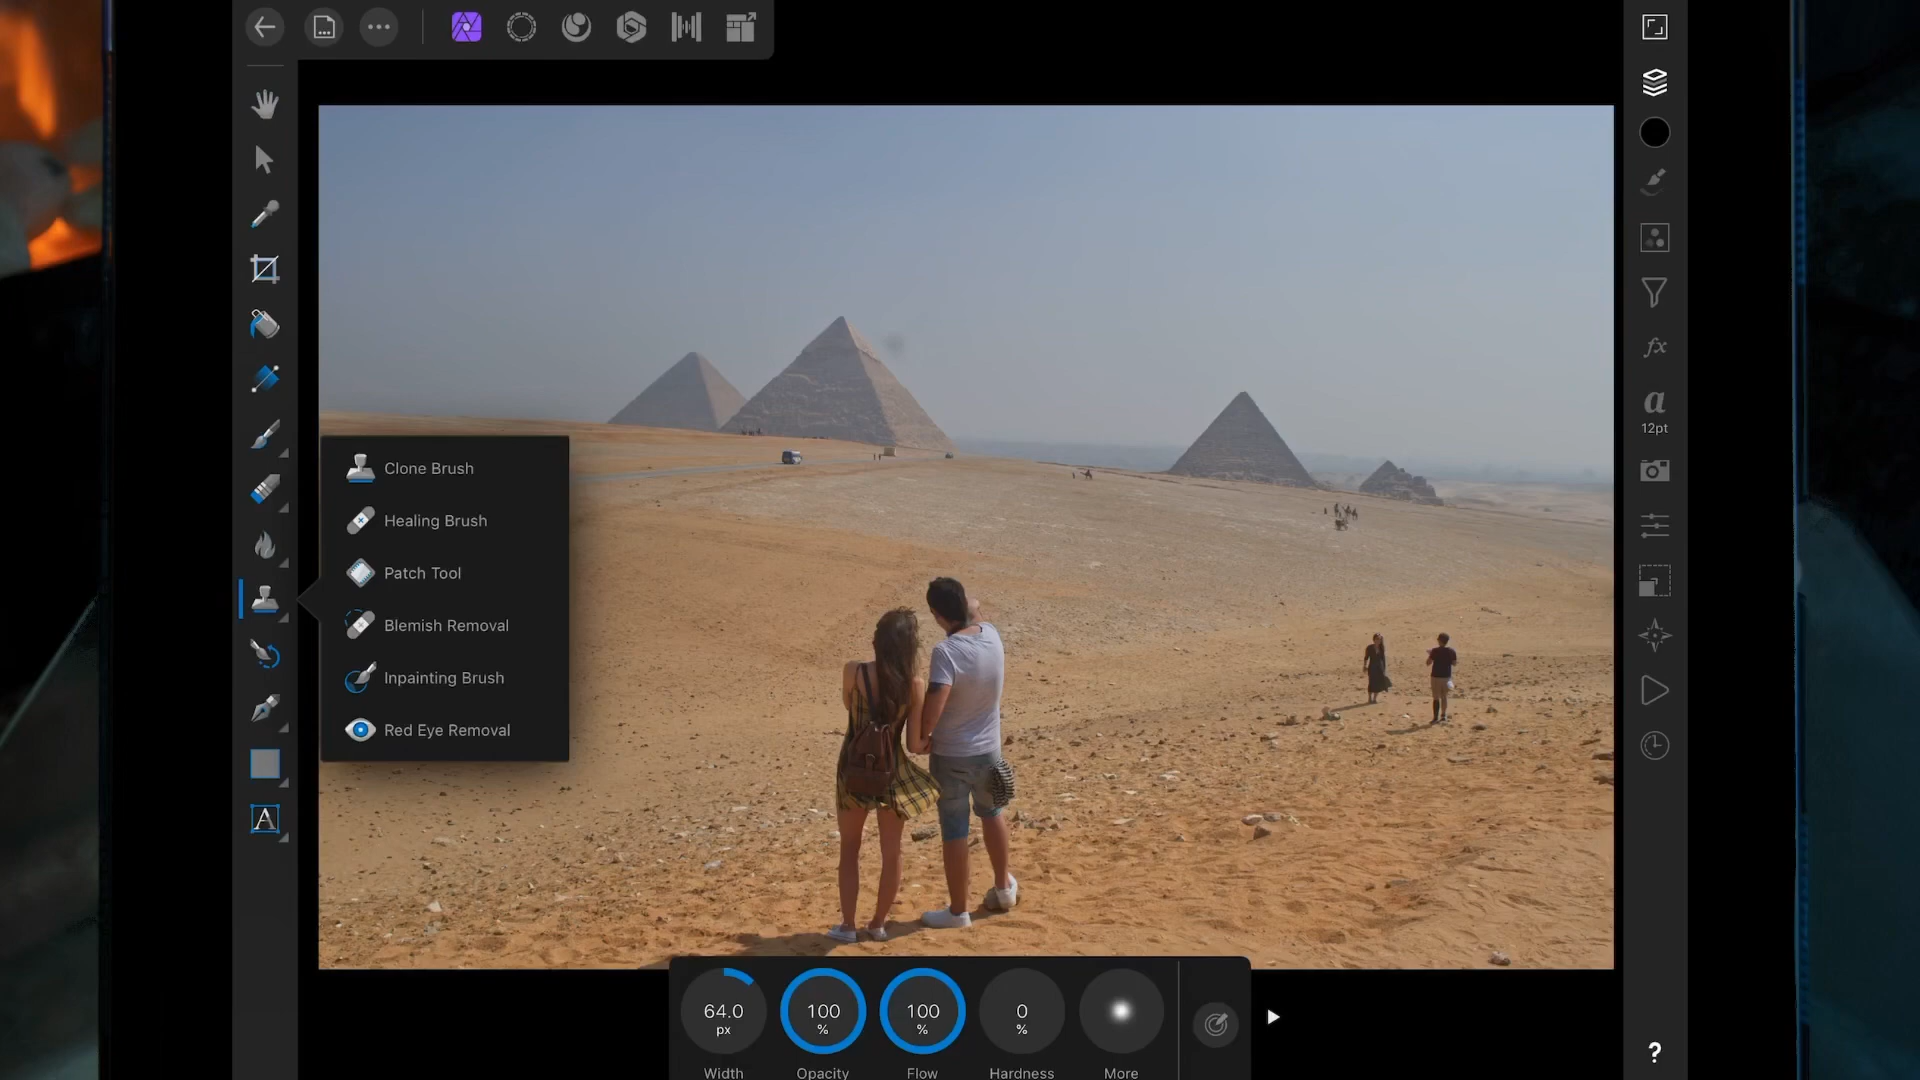 Clone Brush
Healing Brush
Patch Tool
Blemish Removal
Inpainting Brush
Red Eye Removal
A
fx
a
12pt
64.0
px
100
%
100
%
0
%
Width
Opacity
Flow
Hardness
More
?